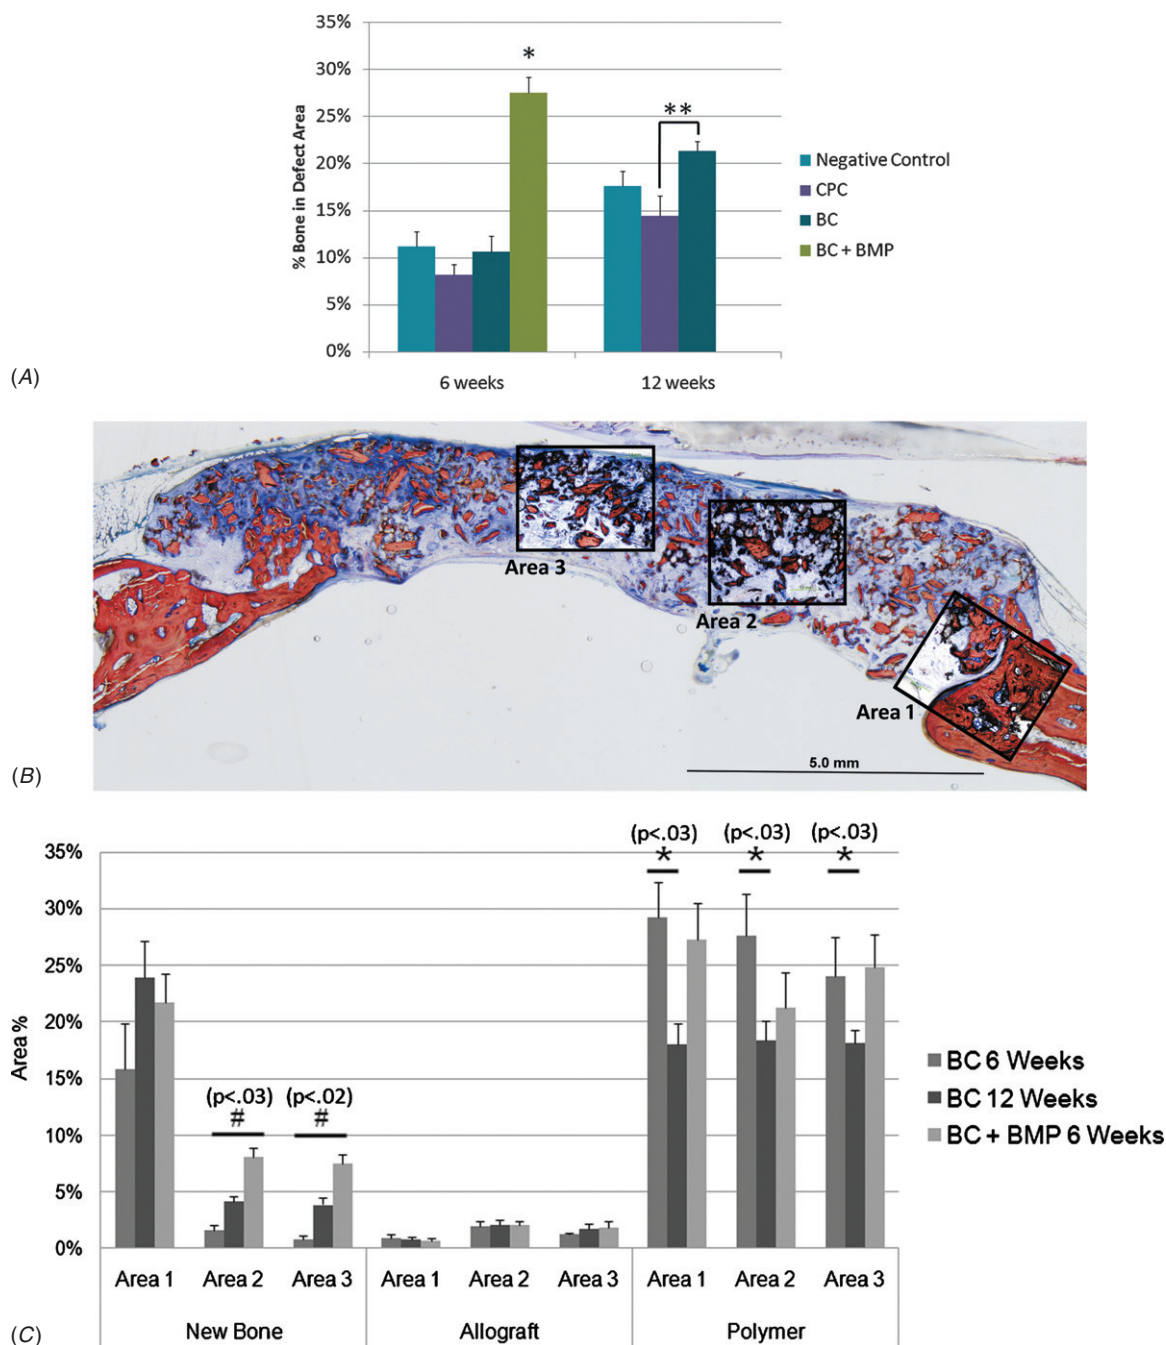 35%
30%
25%
20%
15%
10%
5%
0%
% Bone in Defect Area
*
**
6 weeks
12 weeks
Negative Control
CPC
BC
BC + BMP
(A)
Area 3
Area 2
Area 1
5.0 mm
(B)
35%
30%
25%
20%
15%
10%
5%
0%
Area %
(p<.03)
#
(p<.02)
#
(p<.03)
*
(p<.03)
*
(p<.03)
*
BC 6 Weeks
BC 12 Weeks
BC + BMP 6 Weeks
Area 1 Area 2 Area 3 Area 1 Area 2 Area 3 Area 1 Area 2 Area 3
New Bone Allograft Polymer
(C)